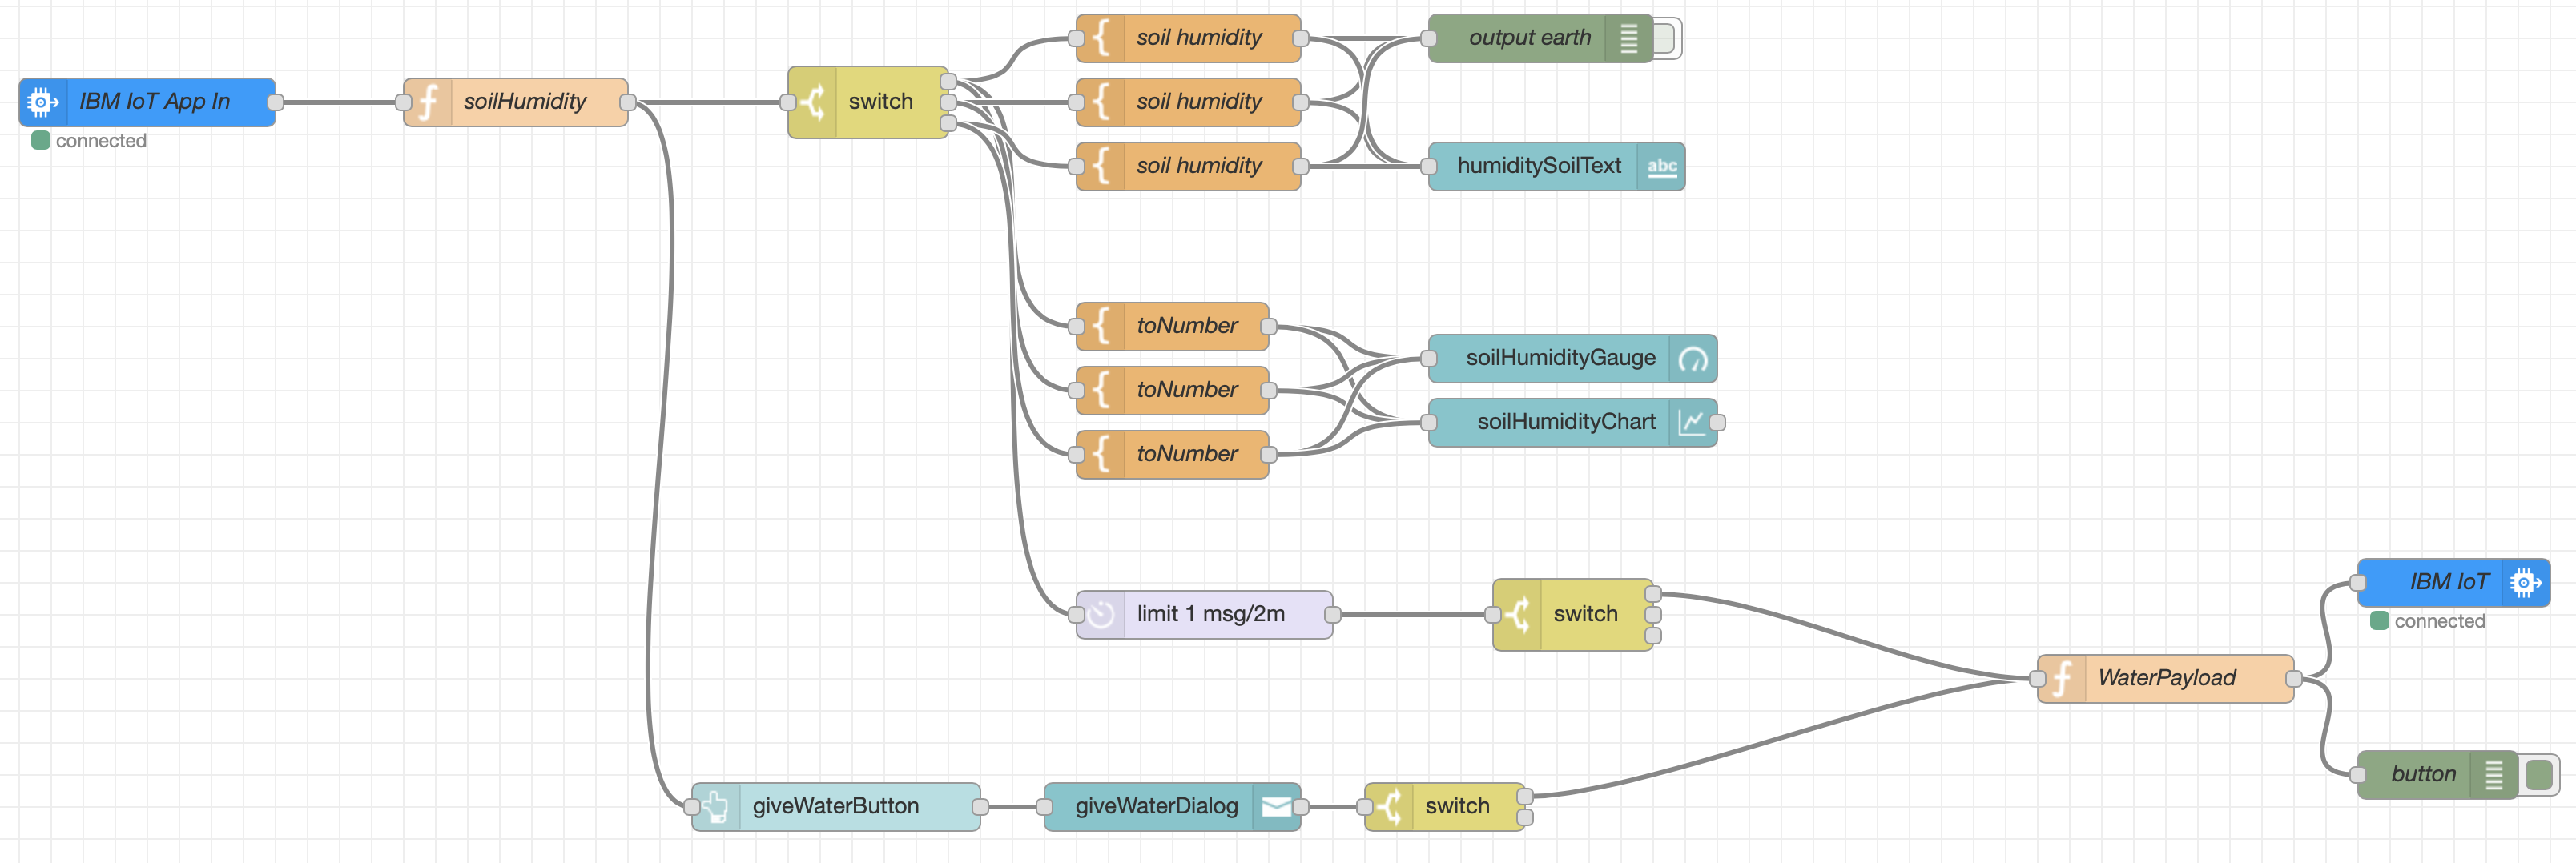 soil humidity
output earth
IBM IoT App In
soilHumidity
switch
soil humidity
connected
soil humidity
humiditySoilText
abc
toNumber
soilHumidityGauge
toNumber
soilHumidityChart
toNumber
IBM IoT
limit 1 msg/2m
switch
connected
WaterPayload
button
giveWaterButton
giveWaterDialog
switch